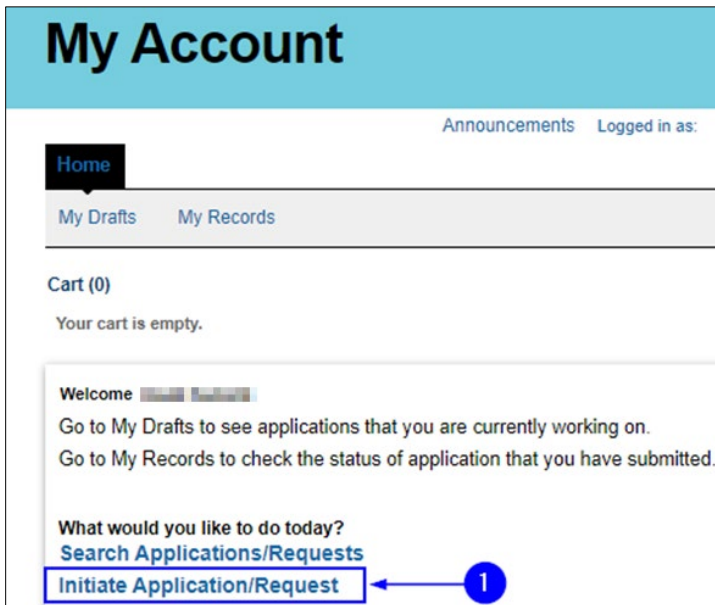 My Account
Announcements Logged in as:
Home
My Drafts My Records
Cart (0)
Your cart is empty.
Welcome
Go to My Drafts to see applications that you are currently working on.
Go to My Records to check the status of application that you have submitted.
What would you like to do today?
Search Applications/Requests
Initiate Application/Request 1